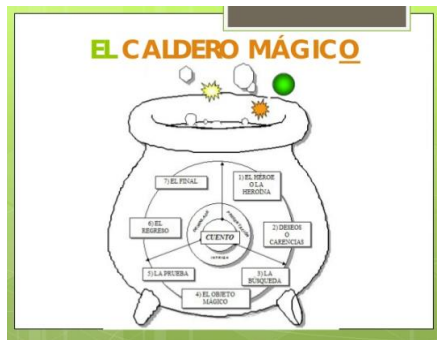 EL CALDERO MÁGICO
7) EL FINAL
1) EL HÉROE
O LA
HEROÍNA
6) EL
REGRESO
2) DESEOS
O
CARENCIAS
CUENTO
5) LA PRUEBA
3) LA
BÚSQUEDA
4) EL OBJETO
MÁGICO